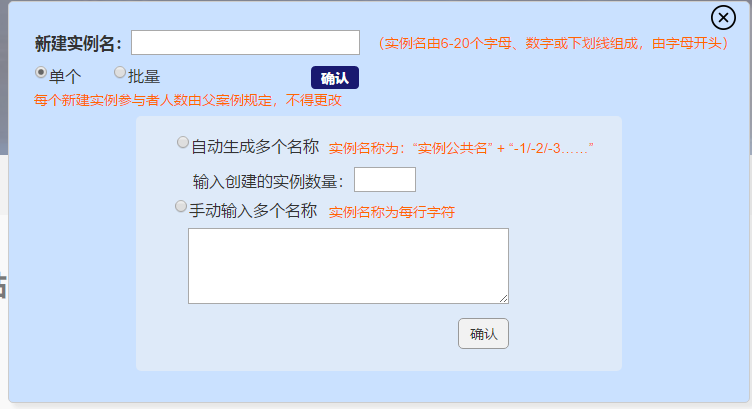 新建实例名： （实例名由6-20个字母、数字或下划线组成，由字母开头）
单个 批量 确认
每个新建实例参与者人数由父案例规定，不得更改
自动生成多个名称 实例名称为：“实例公共名” + “-1/-2/-3……”
输入创建的实例数量：
手动输入多个名称 实例名称为每行字符
确认